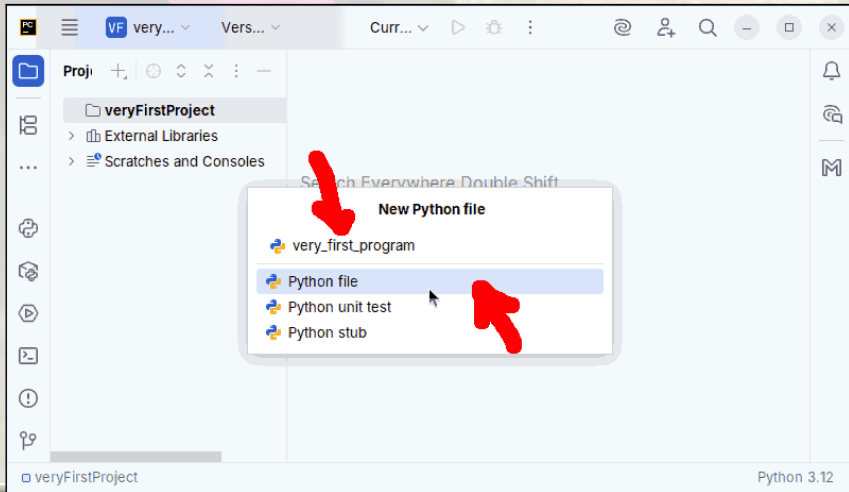 PC VF very... Vers... Curr...
Proj
veryFirstProject
External Libraries
Scratches and Consoles
Search Everywhere Double Shift
New Python file
very_first_program
Python file
Python unit test
Python stub
veryFirstProject Python 3.12